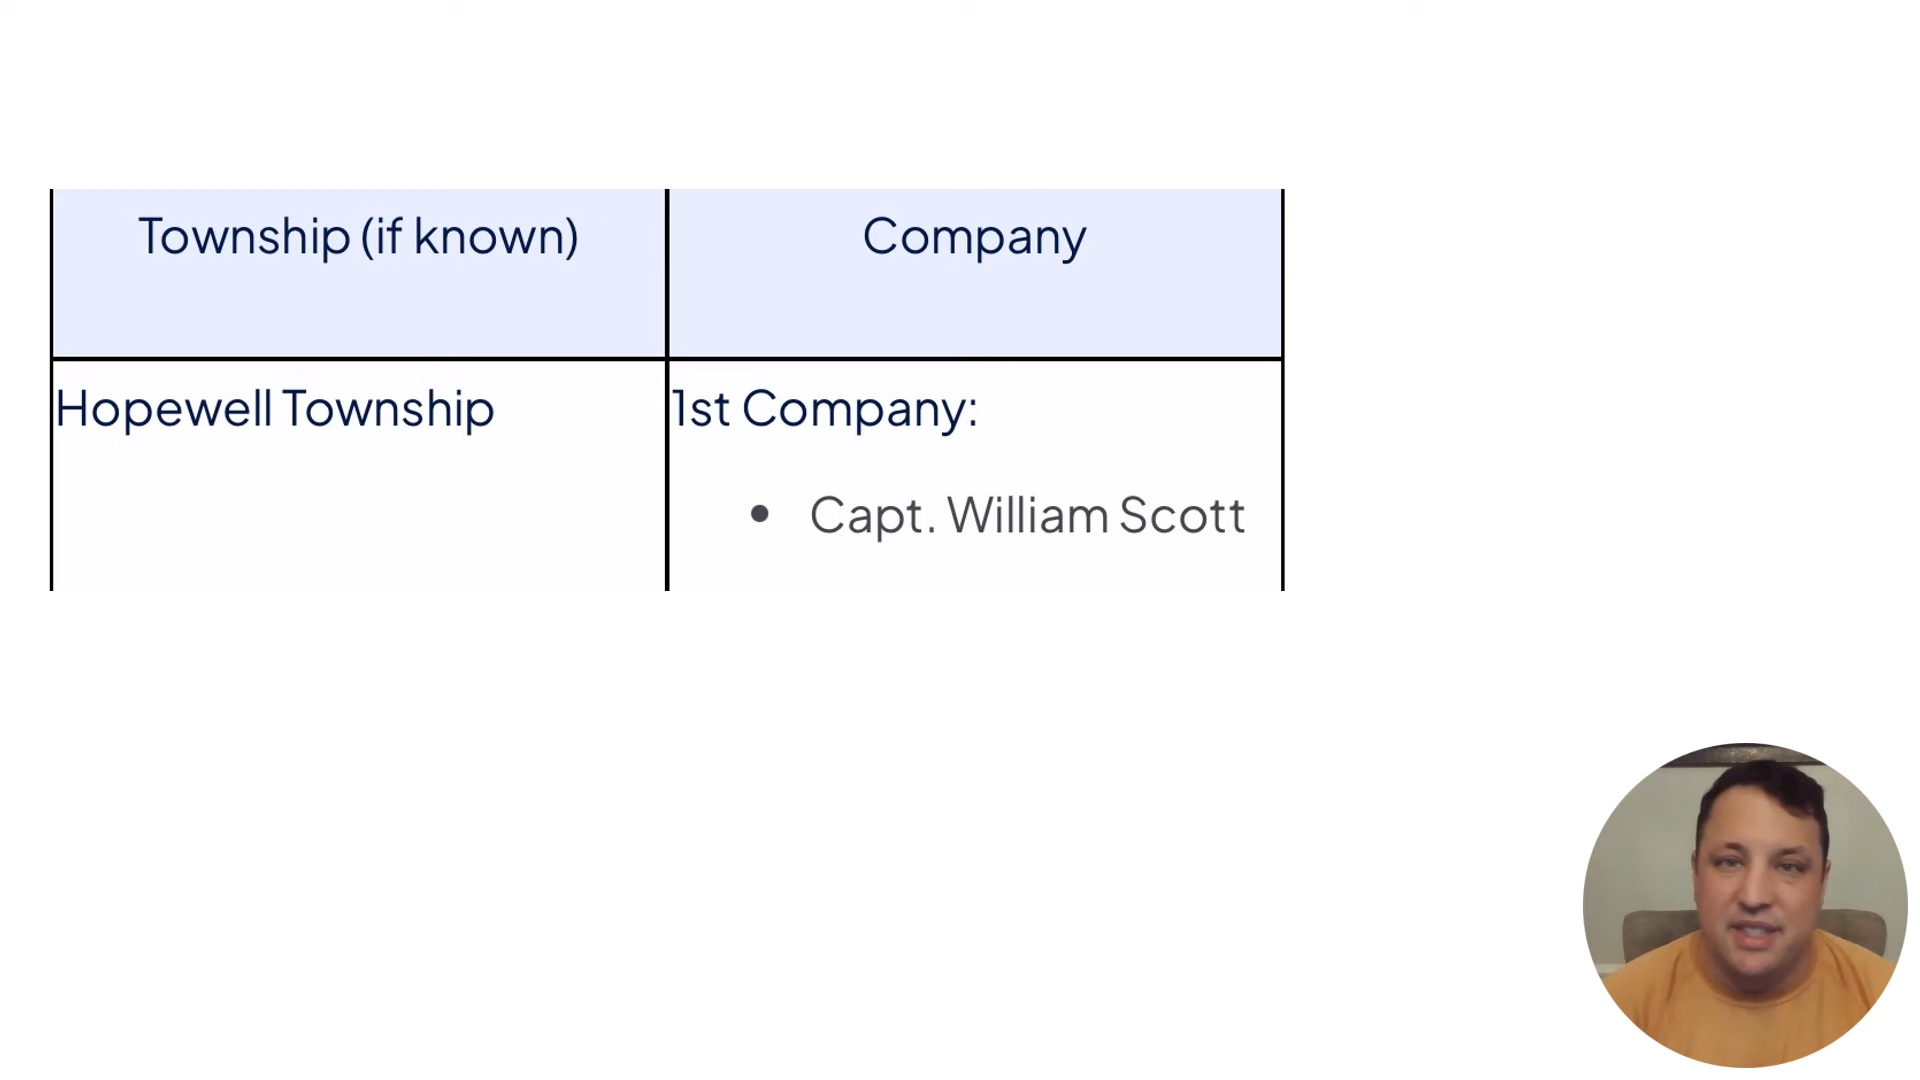 Township (if known)
Company
Hopewell Township
1st Company:
• Capt. William Scott